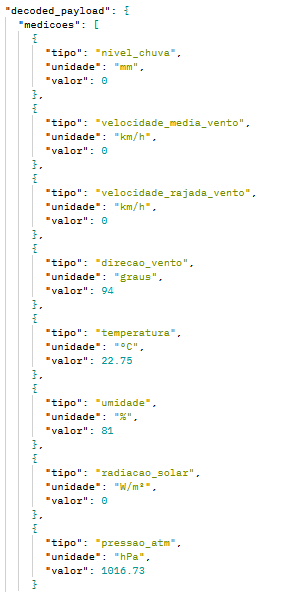 "decoded_payload": {
"medicoes": [
{
"tipo": "nivel_chuva",
"unidade": "mm",
"valor": 0
},
{
"tipo": "velocidade_media_vento",
"unidade": "km/h",
"valor": 0
},
{
"tipo": "velocidade_rajada_vento",
"unidade": "km/h",
"valor": 0
},
{
"tipo": "direcao_vento",
"unidade": "graus",
"valor": 94
},
{
"tipo": "temperatura",
"unidade": "°C",
"valor": 22.75
},
{
"tipo": "umidade",
"unidade": "%",
"valor": 81
},
{
"tipo": "radiacao_solar",
"unidade": "W/m²",
"valor": 0
},
{
"tipo": "pressao_atm",
"unidade": "hPa",
"valor": 1016.73
}